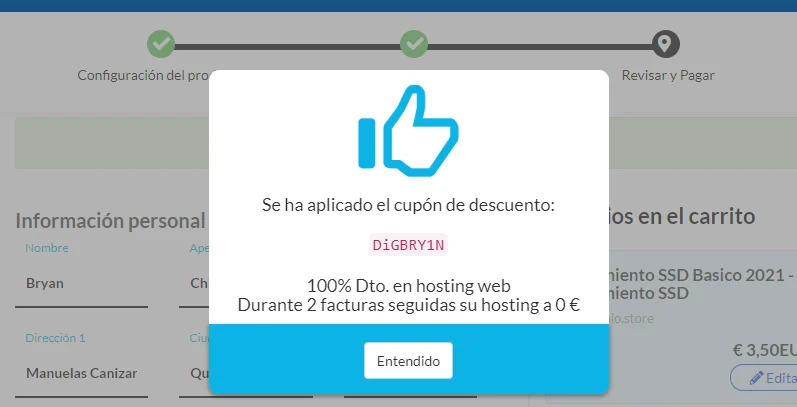 Configuración del pro
Revisar y Pagar
Se ha aplicado el cupón de descuento:
DiGBRY1N
100% Dto. en hosting web
Durante 2 facturas seguidas su hosting a 0 €
Entendido
Información personal
Nombre
Ape
Bryan
Ch
Dirección 1
Ciu
Manuelas Canizar
Qu
ios en el carrito
miento SSD Basico 2021 -
miento SSD
io.store
€ 3,50EU
Edita